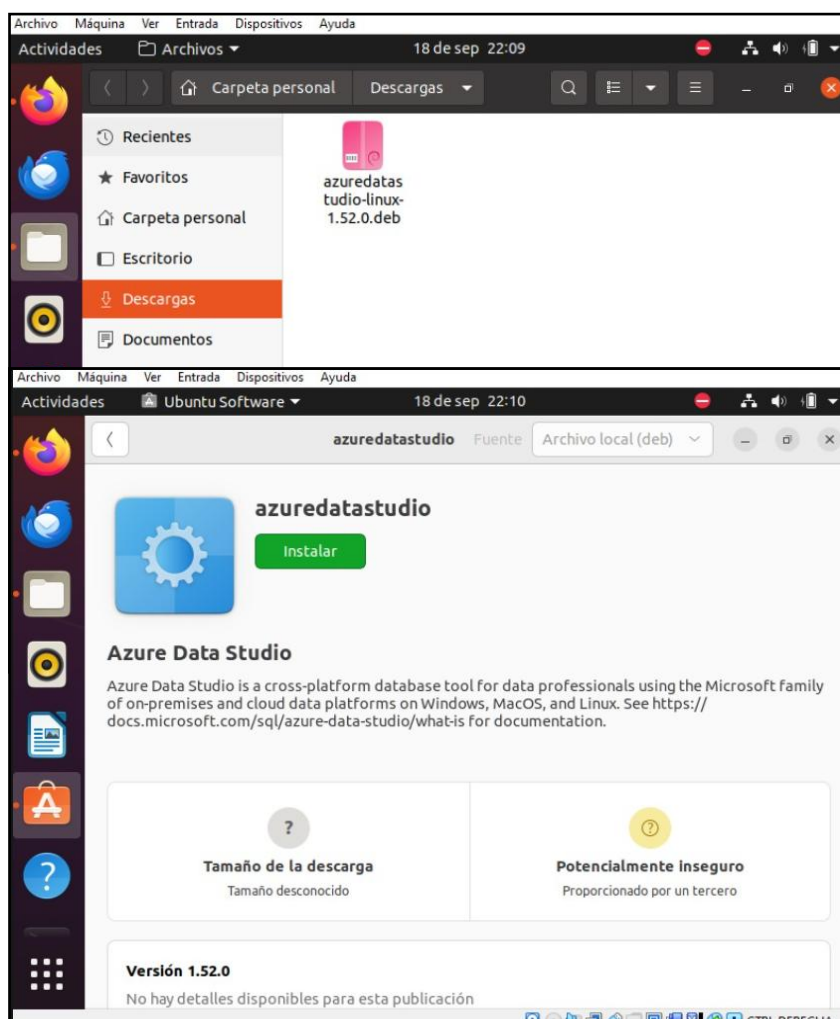 Archivo Máquina Ver Entrada Dispositivos Ayuda
Actividades Archivos 18 de sep 22:09
Carpeta personal Descargas
Recientes
Favoritos
Carpeta personal
Escritorio
Descargas
Documentos
azuredatas
tudio-linux-
1.52.0.deb
Archivo Máquina Ver Entrada Dispositivos Ayuda
Actividades Ubuntu Software 18 de sep 22:10
azuredatastudio Fuente Archivo local (deb)
azuredatastudio
Instalar
Azure Data Studio
Azure Data Studio is a cross-platform database tool for data professionals using the Microsoft family
of on-premises and cloud data platforms on Windows, MacOS, and Linux. See https://
docs.microsoft.com/sql/azure-data-studio/what-is for documentation.
?
Tamaño de la descarga
Tamaño desconocido
Potencialmente inseguro
Proporcionado por un tercero
Versión 1.52.0
No hay detalles disponibles para esta publicación